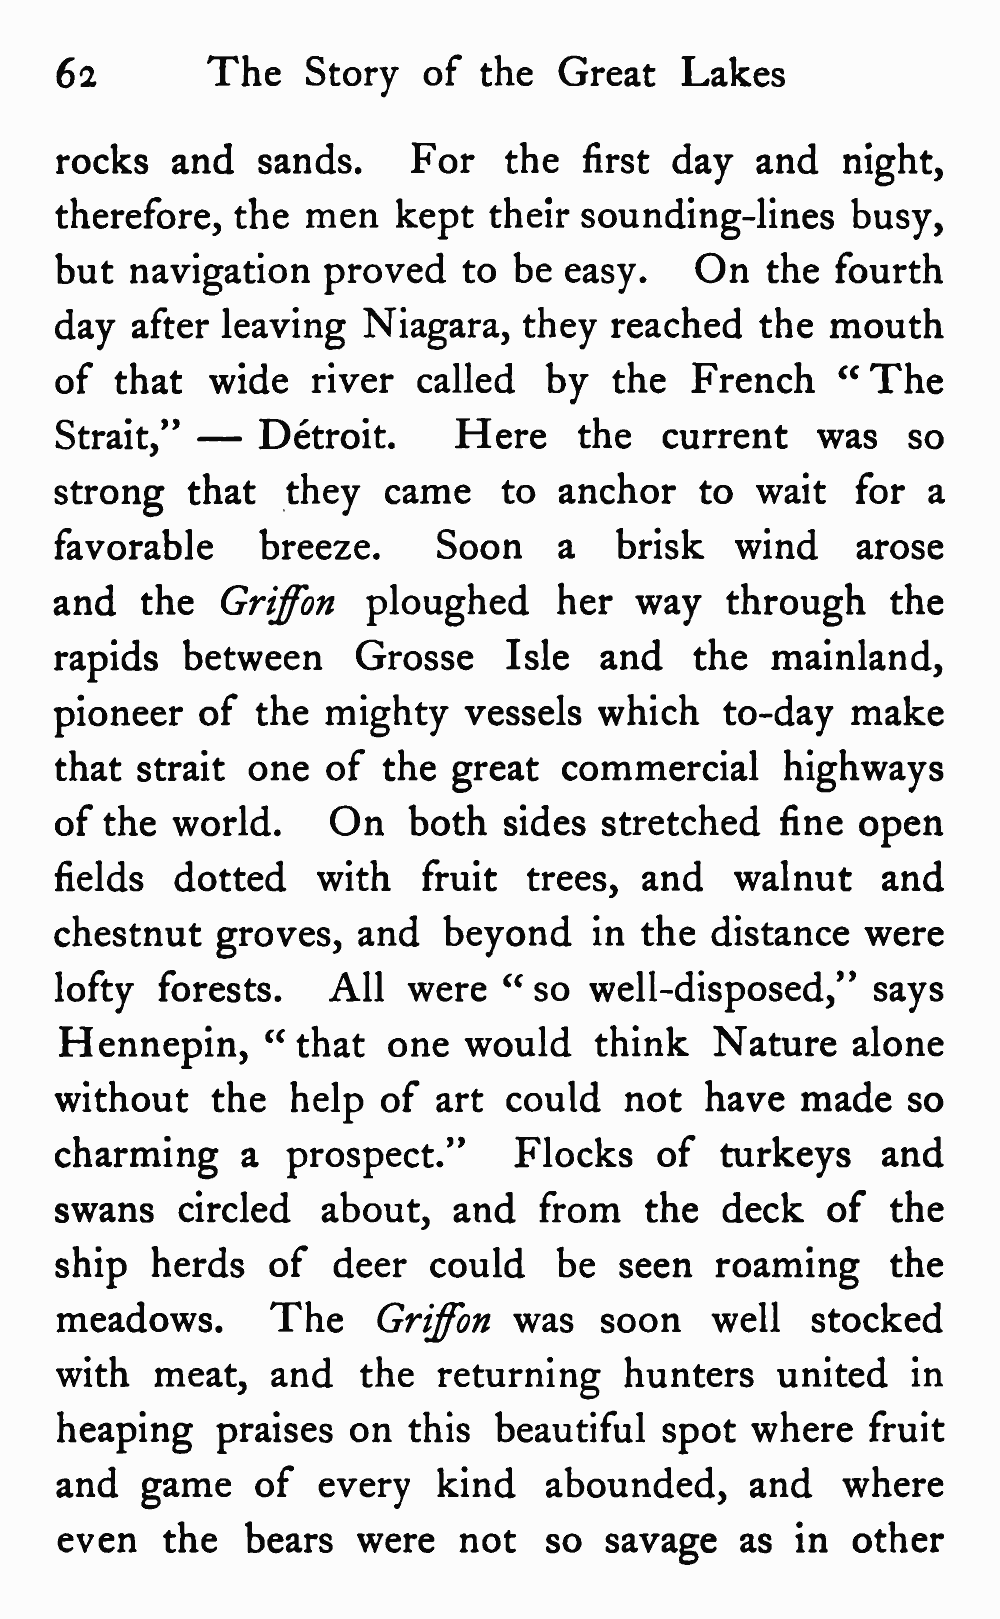 62 The Story of the Great Lakes
rocks and sands. For the first day and night,
therefore, the men kept their sounding-lines busy,
but navigation proved to be easy. On the fourth
day after leaving Niagara, they reached the mouth
of that wide river called by the French “ The
Strait,” — Détroit. Here the current was so
strong that they came to anchor to wait for a
favorable breeze. Soon a brisk wind arose
and the Griffon ploughed her way through the
rapids between Grosse Isle and the mainland,
pioneer of the mighty vessels which to-day make
that strait one of the great commercial highways
of the world. On both sides stretched fine open
fields dotted with fruit trees, and walnut and
chestnut groves, and beyond in the distance were
lofty forests. All were “ so well-disposed,” says
Hennepin, “ that one would think Nature alone
without the help of art could not have made so
charming a prospect.” Flocks of turkeys and
swans circled about, and from the deck of the
ship herds of deer could be seen roaming the
meadows. The Griffon was soon well stocked
with meat, and the returning hunters united in
heaping praises on this beautiful spot where fruit
and game of every kind abounded, and where
even the bears were not so savage as in other